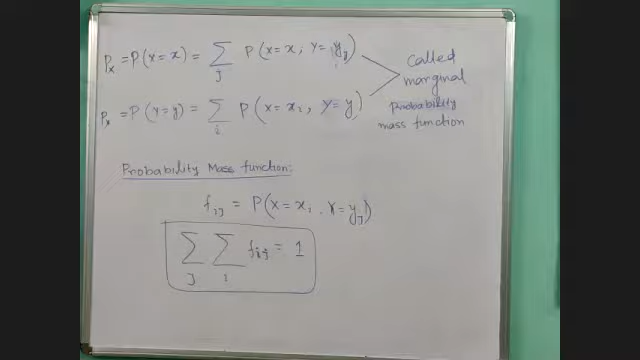 Px = P(x = x) = ∑j P(x = x, Y = yj)
Px = P(Y = y) = ∑i P(x = xi, Y = y)
Called marginal Probability mass function
Probability Mass function:
fij = P(x = xi, Y = yj)
∑j ∑i fij = 1